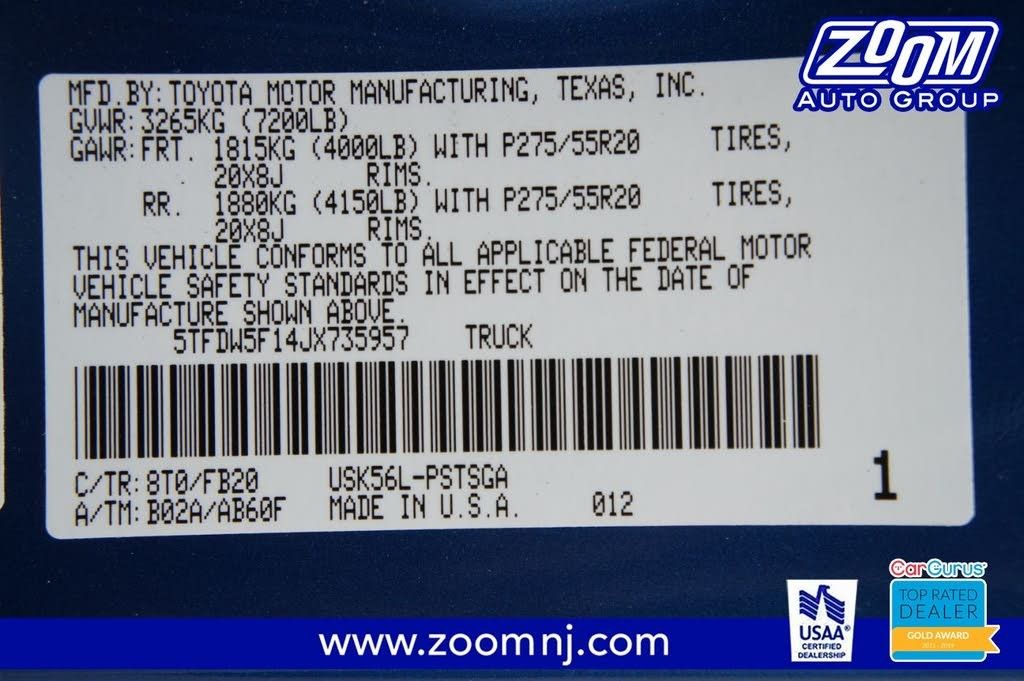 ZOOM
AUTO GROUP
MFD.BY:TOYOTA MOTOR MANUFACTURING, TEXAS, INC.
GVWR:3265KG (7200LB)
GAWR:FRT. 1815KG (4000LB) WITH P275/55R20 TIRES,
20X8J RIMS.
RR. 1880KG (4150LB) WITH P275/55R20 TIRES,
20X8J RIMS.
THIS VEHICLE CONFORMS TO ALL APPLICABLE FEDERAL MOTOR
VEHICLE SAFETY STANDARDS IN EFFECT ON THE DATE OF
MANUFACTURE SHOWN ABOVE.
5TFDW5F14JX735957 TRUCK
C/TR:8T0/FB20 USK56L-PSTSGA
A/TM:B02A/AB60F MADE IN U.S.A. 012
1
www.zoomnj.com
USAA®
CERTIFIED
DEALERSHIP
CarGurus
TOP RATED
DEALER
GOLD AWARD